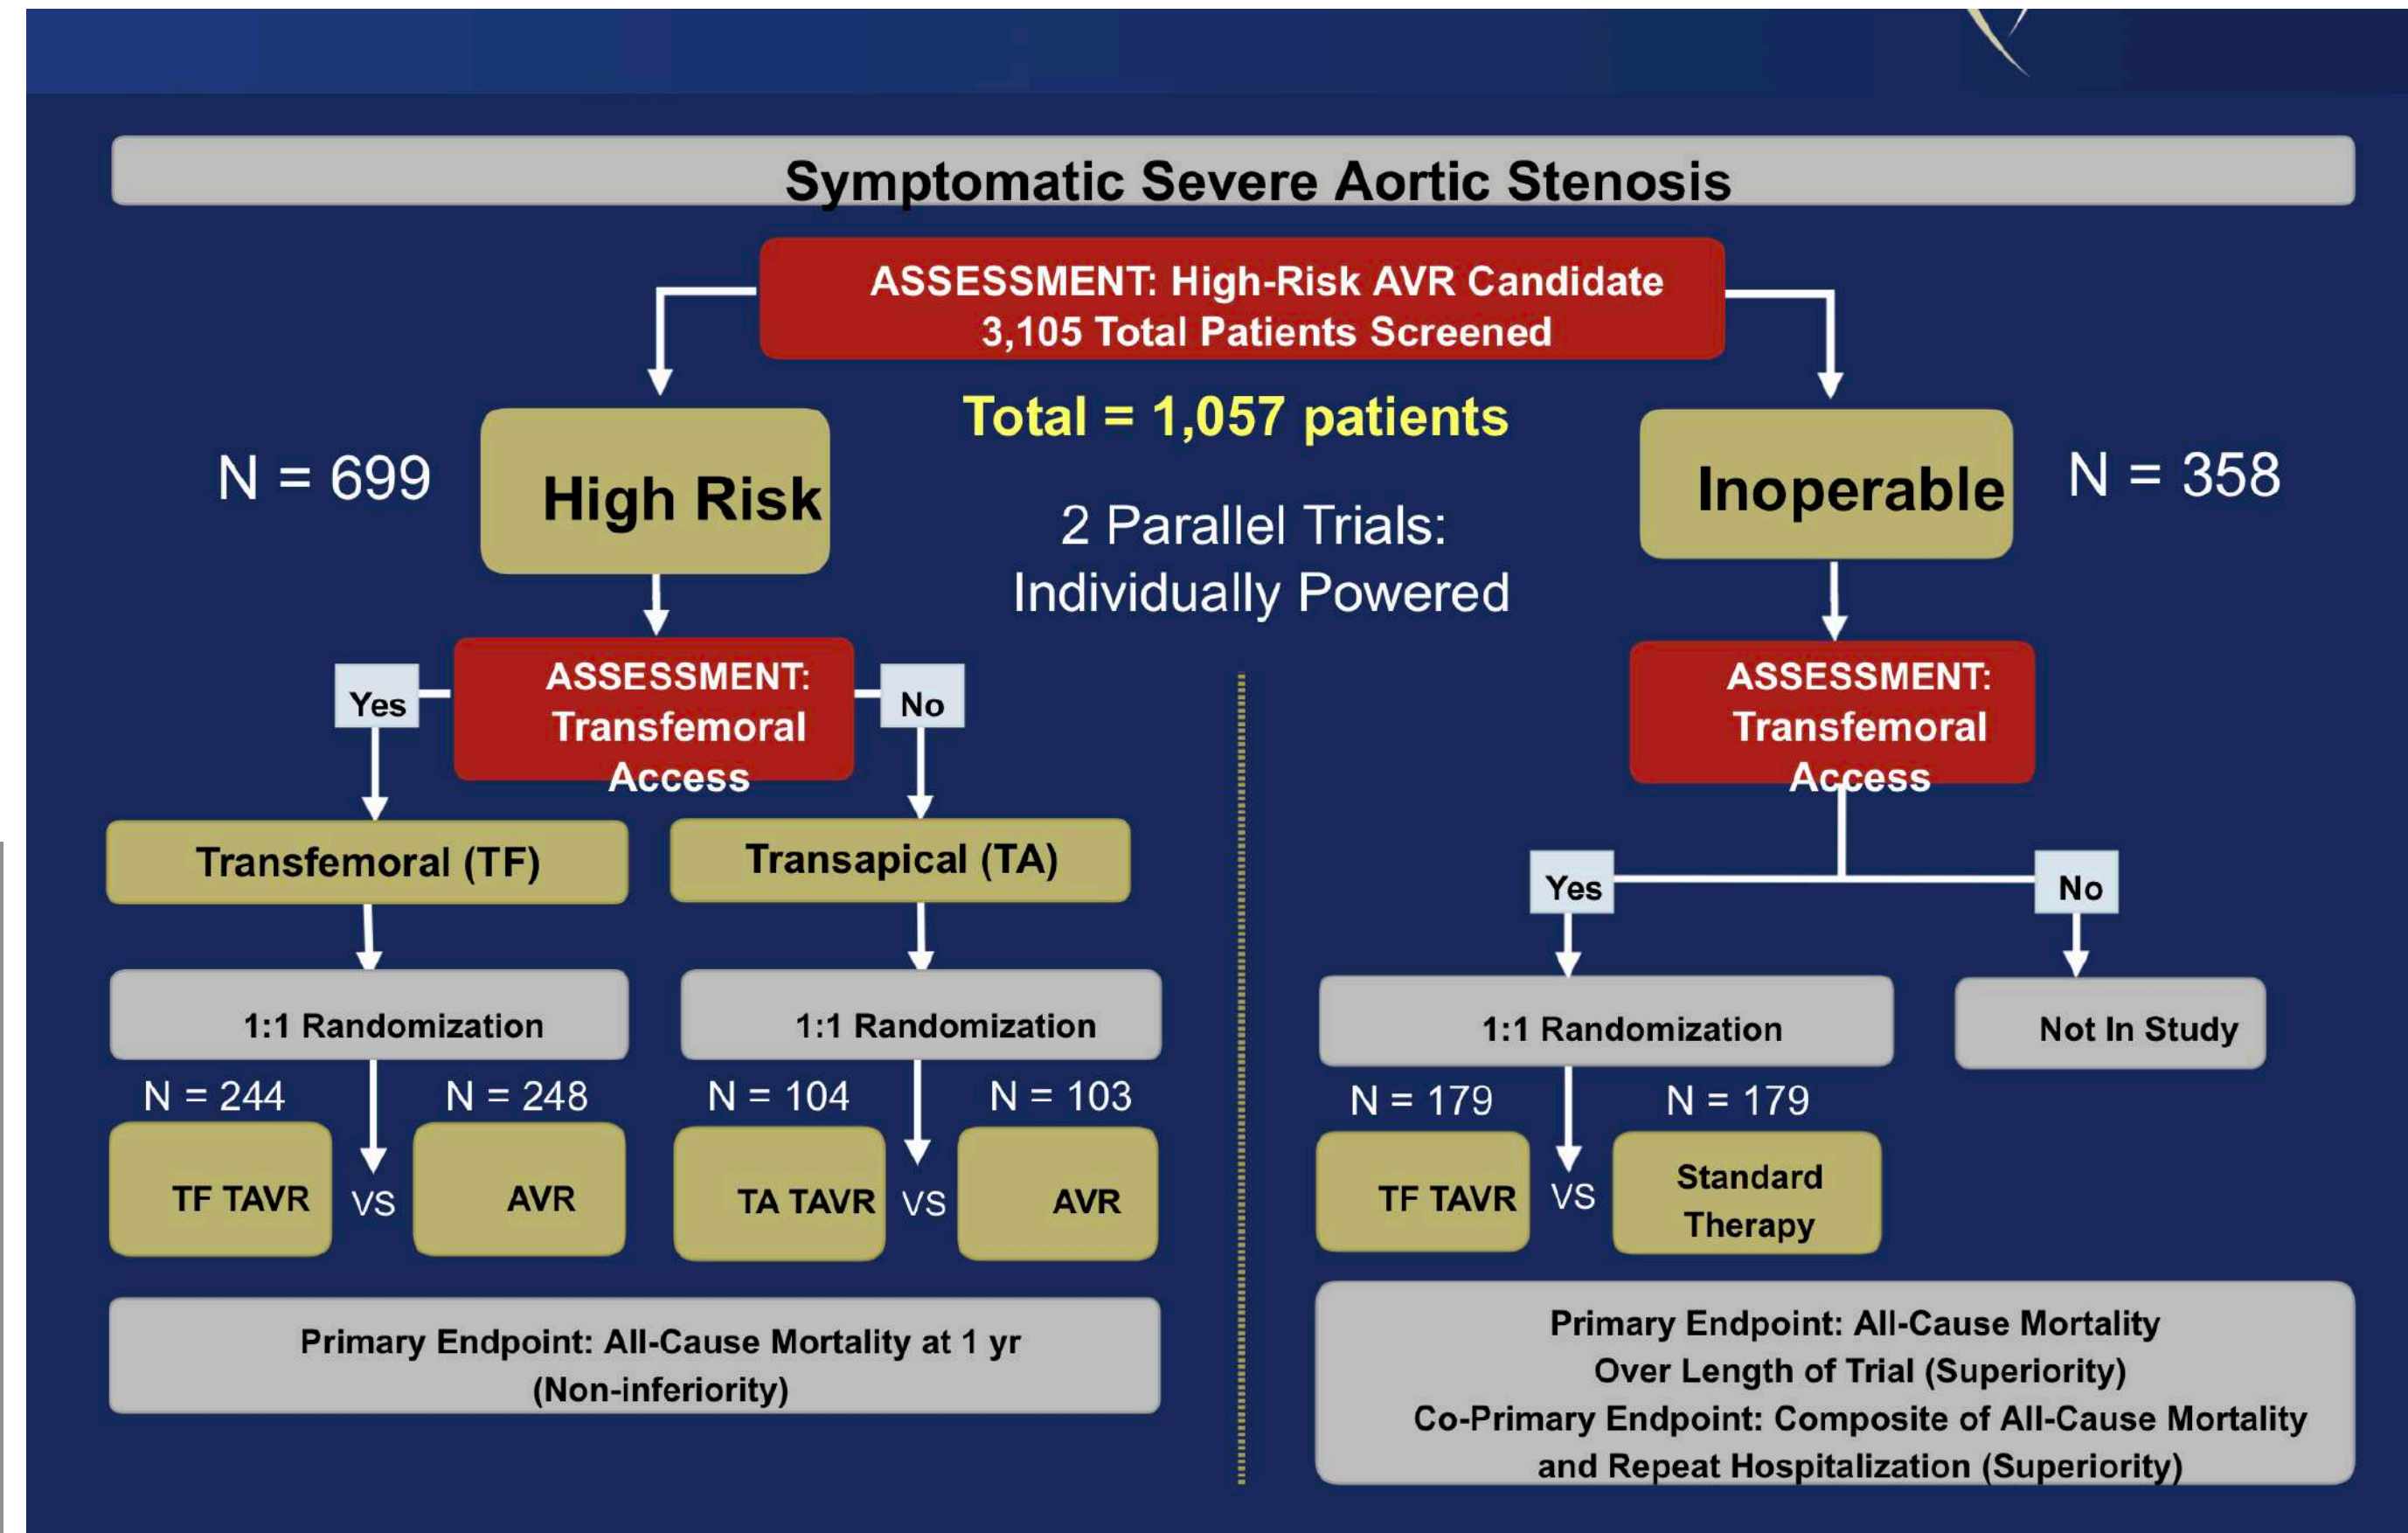 Symptomatic Severe Aortic Stenosis
ASSESSMENT: High-Risk AVR Candidate
3,105 Total Patients Screened
Total = 1,057 patients
2 Parallel Trials:
Individually Powered
N = 699
High Risk
ASSESSMENT:
Transfemoral
Access
Yes
No
Transfemoral (TF)
Transapical (TA)
1:1 Randomization
1:1 Randomization
N = 244
N = 248
N = 104
N = 103
TF TAVR
VS
AVR
TA TAVR
VS
AVR
Primary Endpoint: All-Cause Mortality at 1 yr
(Non-inferiority)
Inoperable
N = 358
ASSESSMENT:
Transfemoral
Access
Yes
No
1:1 Randomization
Not In Study
N = 179
N = 179
TF TAVR
VS
Standard
Therapy
Primary Endpoint: All-Cause Mortality
Over Length of Trial (Superiority)
Co-Primary Endpoint: Composite of All-Cause Mortality
and Repeat Hospitalization (Superiority)